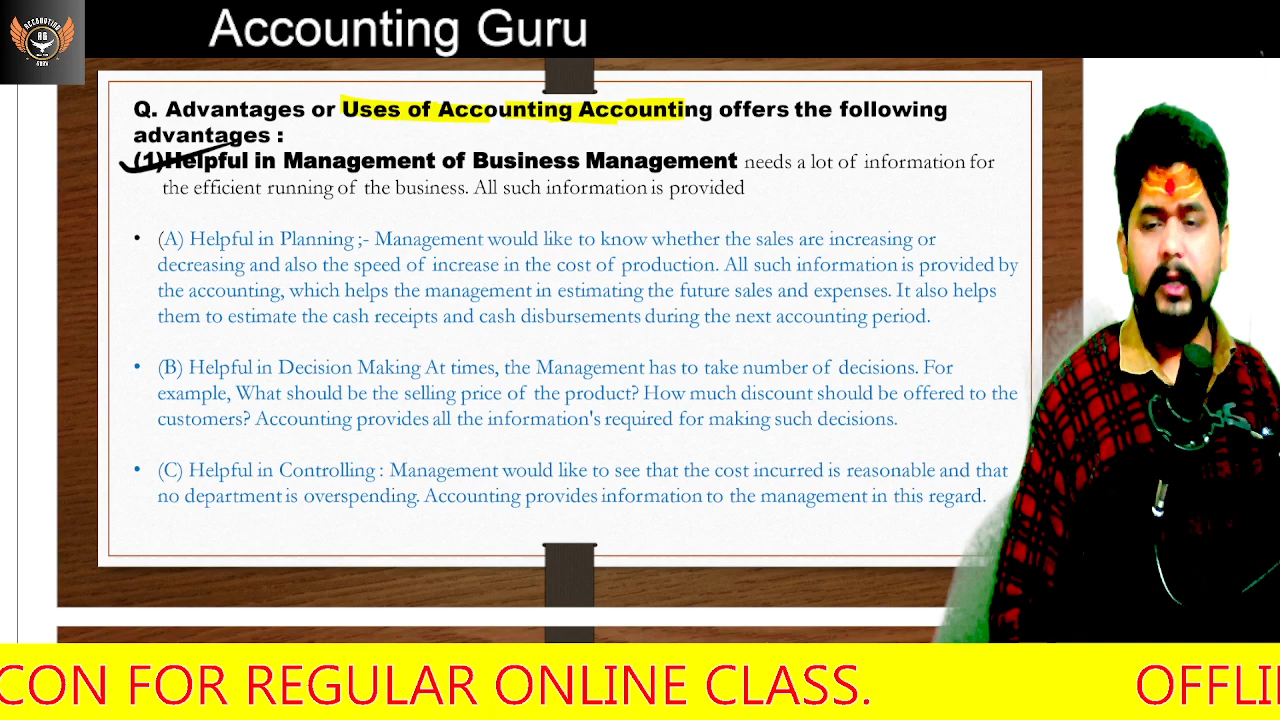 Accounting Guru
ACCOUNTING
AG
GURU
Q. Advantages or Uses of Accounting Accounting offers the following
advantages :
(1)Helpful in Management of Business Management needs a lot of information for
the efficient running of the business. All such information is provided
• (A) Helpful in Planning ;- Management would like to know whether the sales are increasing or
decreasing and also the speed of increase in the cost of production. All such information is provided by
the accounting, which helps the management in estimating the future sales and expenses. It also helps
them to estimate the cash receipts and cash disbursements during the next accounting period.
• (B) Helpful in Decision Making At times, the Management has to take number of decisions. For
example, What should be the selling price of the product? How much discount should be offered to the
customers? Accounting provides all the information's required for making such decisions.
• (C) Helpful in Controlling : Management would like to see that the cost incurred is reasonable and that
no department is overspending. Accounting provides information to the management in this regard.
CON FOR REGULAR ONLINE CLASS. OFFLI